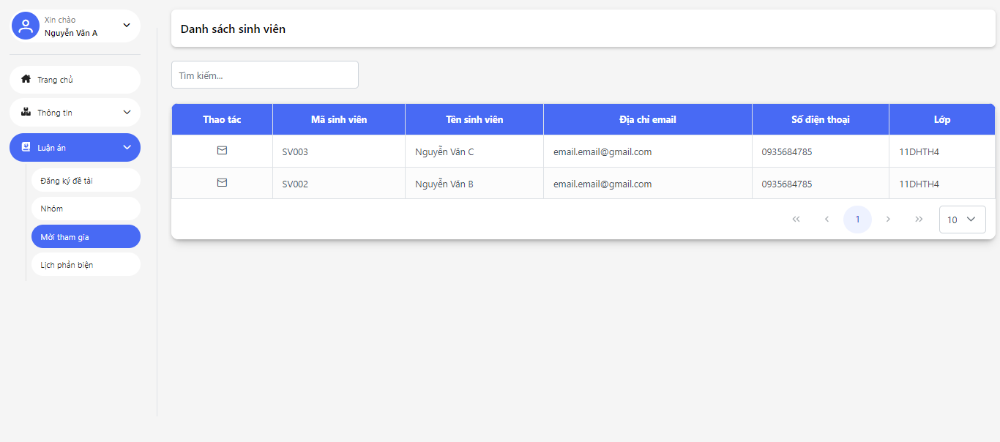 Xin chào
Nguyễn Văn A
Trang chủ
Thông tin
Luận án
Đăng ký đề tài
Nhóm
Mời tham gia
Lịch phản biện
Danh sách sinh viên
Tìm kiếm...
Thao tác Mã sinh viên Tên sinh viên Địa chỉ email Số điện thoại Lớp
SV003 Nguyễn Văn C email.email@gmail.com 0935684785 11DHTH4
SV002 Nguyễn Văn B email.email@gmail.com 0935684785 11DHTH4
1 10